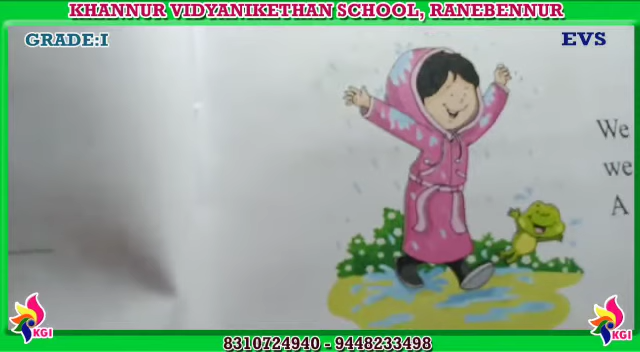 KHANNUR VIDYANIKETHAN SCHOOL, RANEBENNUR
GRADE:I
EVS
We
we
A
KGI
KGI
8310724940 - 9448233498